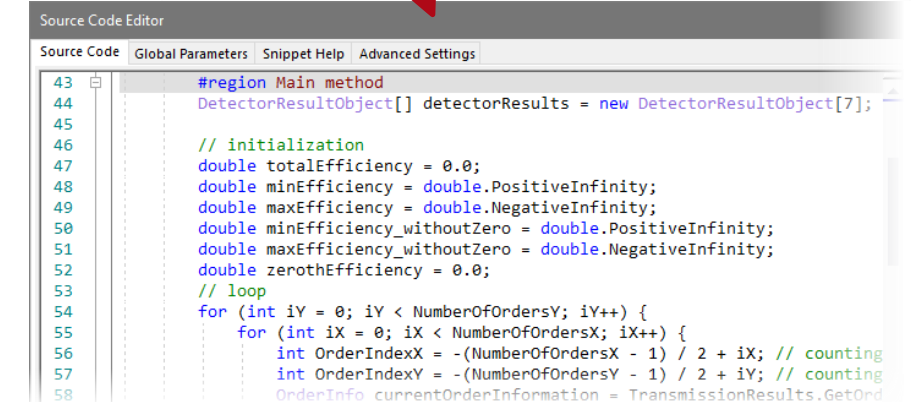 Source Code Editor
Source Code Global Parameters Snippet Help Advanced Settings
43 #region Main method
44 DetectorResultObject[] detectorResults = new DetectorResultObject[7];
45
46 // initialization
47 double totalEfficiency = 0.0;
48 double minEfficiency = double.PositiveInfinity;
49 double maxEfficiency = double.NegativeInfinity;
50 double minEfficiency_withoutZero = double.PositiveInfinity;
51 double maxEfficiency_withoutZero = double.NegativeInfinity;
52 double zerothEfficiency = 0.0;
53 // loop
54 for (int iY = 0; iY < NumberOfOrdersY; iY++) {
55 for (int iX = 0; iX < NumberOfOrdersX; iX++) {
56 int OrderIndexX = -(NumberOfOrdersX - 1) / 2 + iX; // counting
57 int OrderIndexY = -(NumberOfOrdersY - 1) / 2 + iY; // counting
58 OrderInfo currentOrderInformation = TransmissionResults.GetOrd